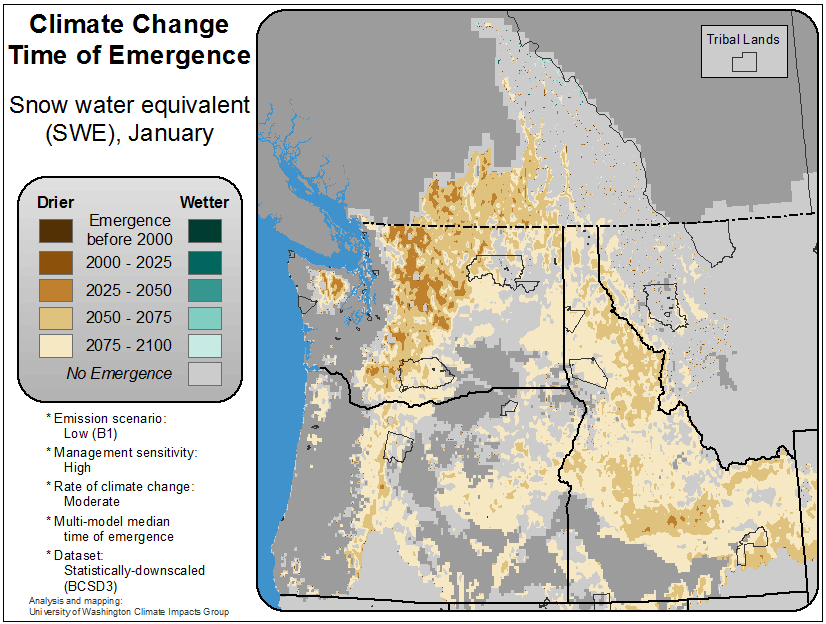 Climate Change
Time of Emergence
Snow water equivalent
(SWE), January
Drier
Wetter
Emergence
before 2000
2000 - 2025
2025 - 2050
2050 - 2075
2075 - 2100
No Emergence
* Emission scenario:
Low (B1)
* Management sensitivity:
High
* Rate of climate change:
Moderate
* Multi-model median
time of emergence
* Dataset:
Statistically-downscaled
(BCSD3)
Analysis and mapping:
University of Washington Climate Impacts Group
Tribal Lands